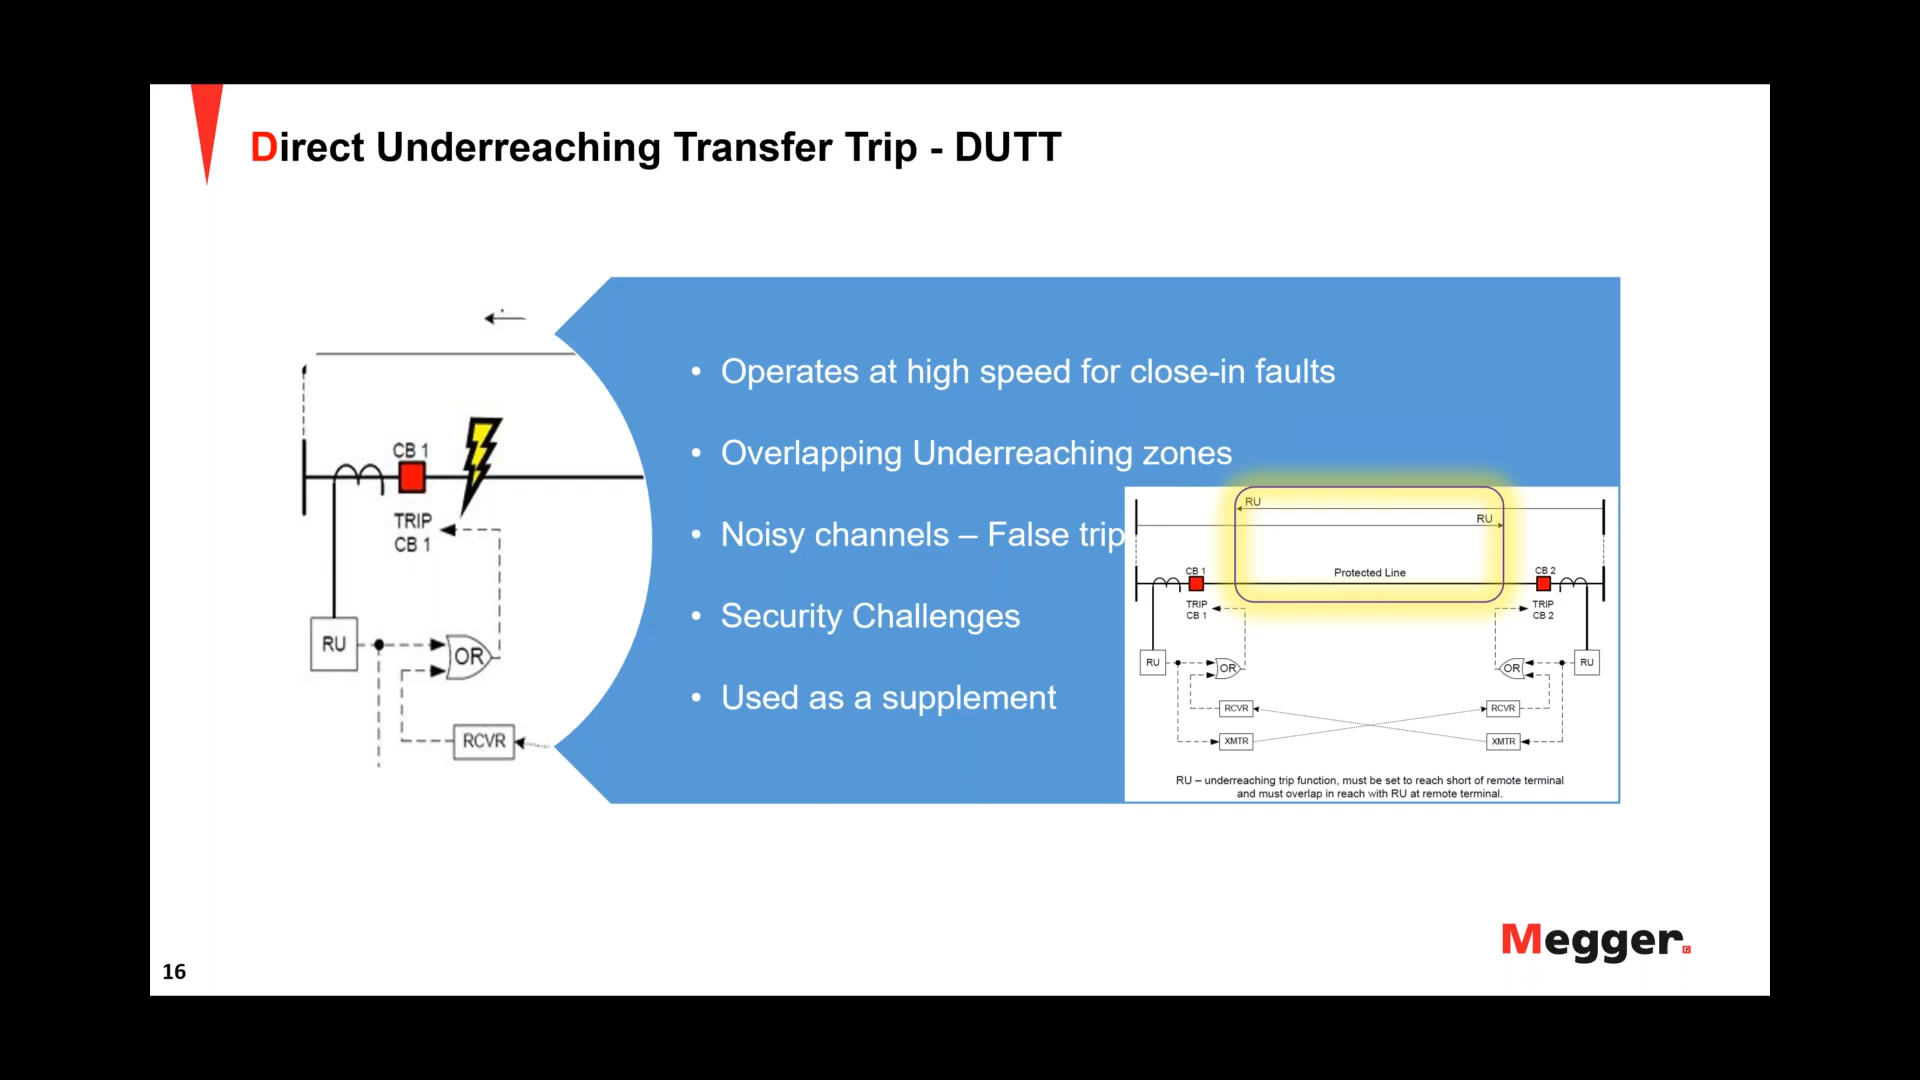 Direct Underreaching Transfer Trip - DUTT
CB 1
TRIP
CB 1
RU
OR
RCVR
• Operates at high speed for close-in faults
• Overlapping Underreaching zones
• Noisy channels – False trip
• Security Challenges
• Used as a supplement
RU
RU
Protected Line
CB 1
CB 2
TRIP
CB 1
TRIP
CB 2
RU
OR
OR
RU
RCVR
RCVR
XMTR
XMTR
RU – underreaching trip function, must be set to reach short of remote terminal
and must overlap in reach with RU at remote terminal.
Megger.
16